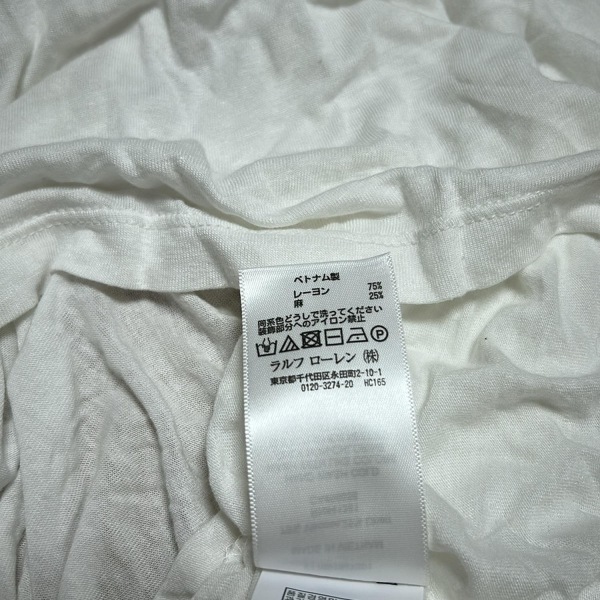 ベトナム製
レーヨン 75%
麻 25%
同系色どうしで洗ってください
装飾部分へのアイロン禁止
ラルフ ローレン (株)
東京都千代田区永田町2-10-1
0120-3274-20 HC165